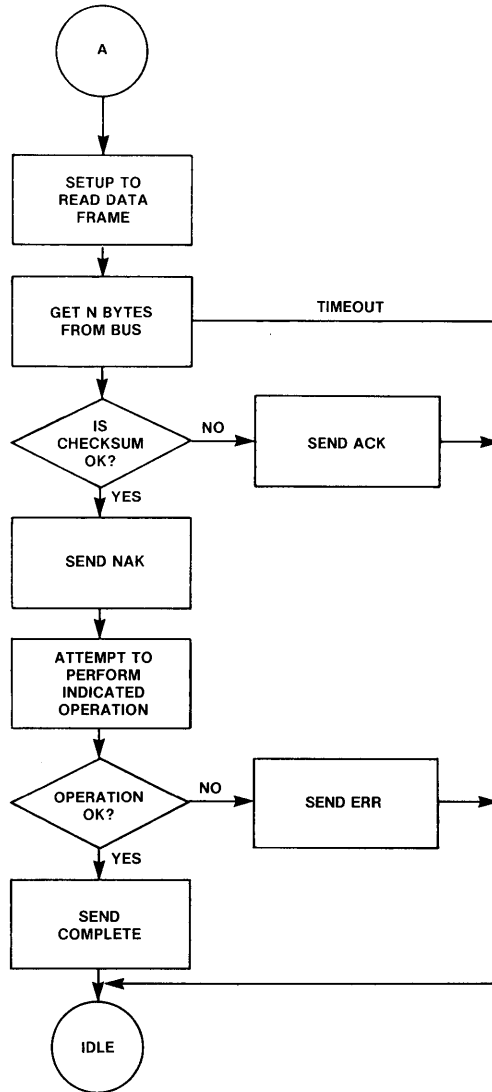 A
SETUP TO
READ DATA
FRAME
GET N BYTES
FROM BUS
TIMEOUT
IS
CHECKSUM
OK?
NO
SEND ACK
YES
SEND NAK
ATTEMPT TO
PERFORM
INDICATED
OPERATION
OPERATION
OK?
NO
SEND ERR
YES
SEND
COMPLETE
IDLE